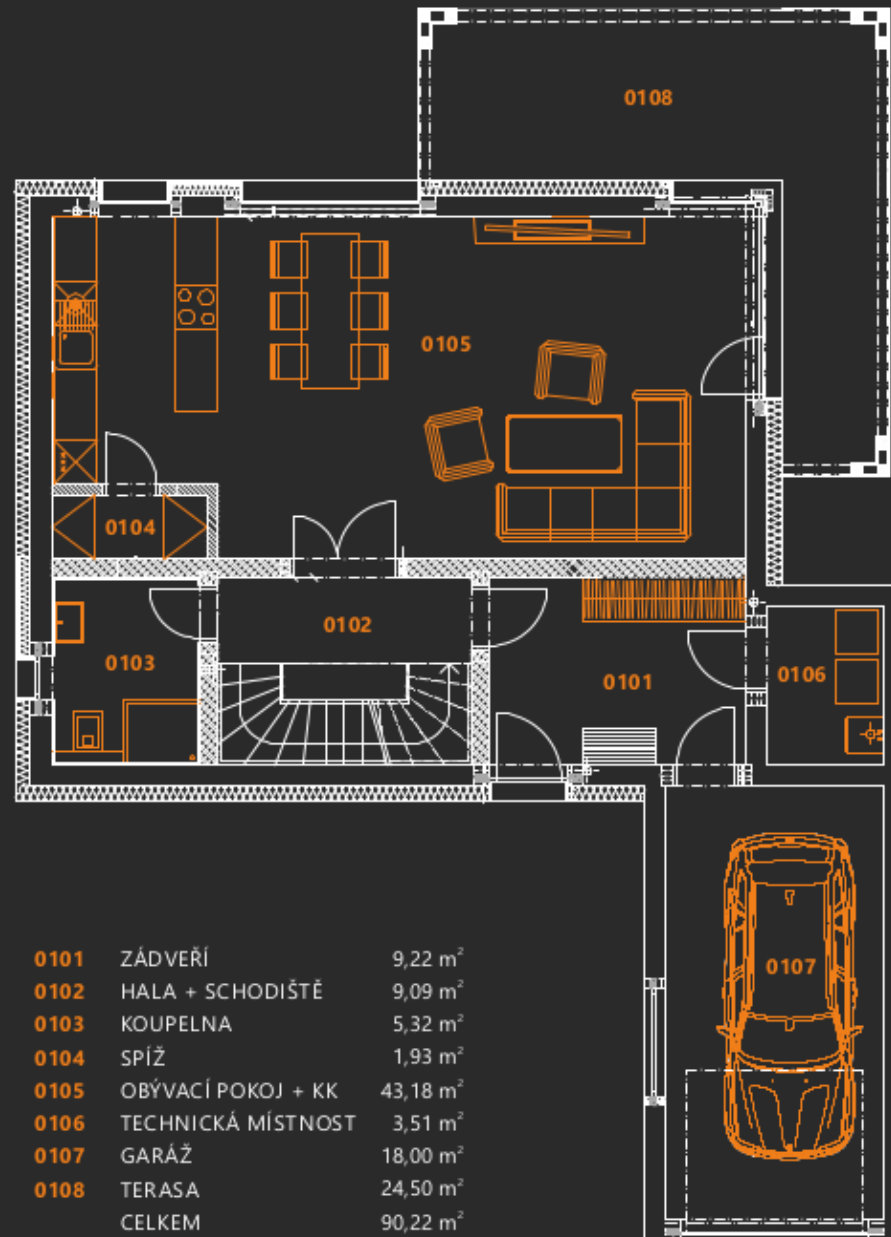 0108
0105
0104
0102
0103
0101
0106
0107
0101 ZÁDVEŘÍ 9,22 m²
0102 HALA + SCHODIŠTĚ 9,09 m²
0103 KOUPELNA 5,32 m²
0104 SPÍŽ 1,93 m²
0105 OBÝVACÍ POKOJ + KK 43,18 m²
0106 TECHNICKÁ MÍSTNOST 3,51 m²
0107 GARÁŽ 18,00 m²
0108 TERASA 24,50 m²
CELKEM 90,22 m²